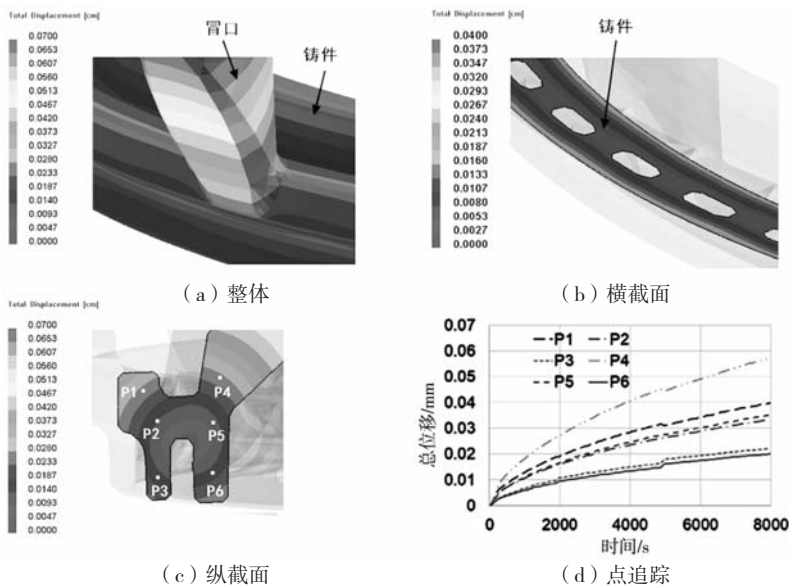 Total Displacement [cm]
0.0700
0.0653
0.0607
0.0560
0.0513
0.0467
0.0420
0.0373
0.0327
0.0280
0.0233
0.0187
0.0140
0.0093
0.0047
0.0000
冒口
铸件
(a)整体
Total Displacement [cm]
0.0400
0.0373
0.0347
0.0320
0.0293
0.0267
0.0240
0.0213
0.0187
0.0160
0.0133
0.0107
0.0080
0.0053
0.0027
0.0000
铸件
(b)横截面
Total Displacement [cm]
0.0700
0.0653
0.0607
0.0560
0.0513
0.0467
0.0420
0.0373
0.0327
0.0280
0.0233
0.0187
0.0140
0.0093
0.0047
0.0000
P1
P4
P2
P5
P3
P6
(c)纵截面
0.07
0.06
0.05
0.04
0.03
0.02
0.01
0
总位移/mm
P1 P2
P3 P4
P5 P6
0 2000 4000 6000 8000
时间/s
(d)点追踪